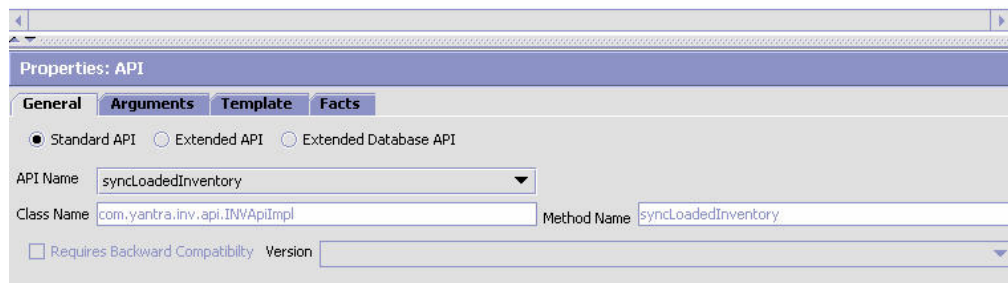 Properties: API
General Arguments Template Facts
Standard API Extended API Extended Database API
API Name syncLoadedInventory
Class Name com.yantra.inv.api.INVApiImpl Method Name syncLoadedInventory
Requires Backward Compatibilty Version